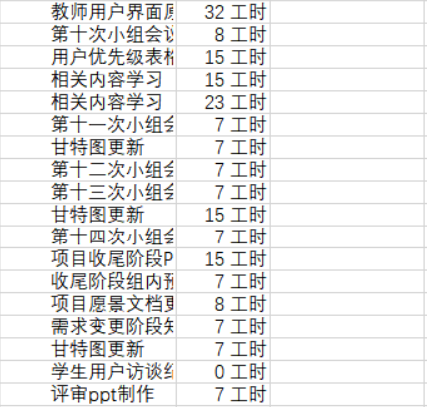 教师用户界面原 32 工时
第十次小组会议 8 工时
用户优先级表格 15 工时
相关内容学习 15 工时
相关内容学习 23 工时
第十一次小组会 7 工时
甘特图更新 7 工时
第十二次小组会 7 工时
第十三次小组会 7 工时
甘特图更新 15 工时
第十四次小组会 7 工时
项目收尾阶段P 15 工时
收尾阶段组内 7 工时
项目愿景文档更 8 工时
需求变更阶段 7 工时
甘特图更新 7 工时
学生用户访谈 0 工时
评审ppt制作 7 工时